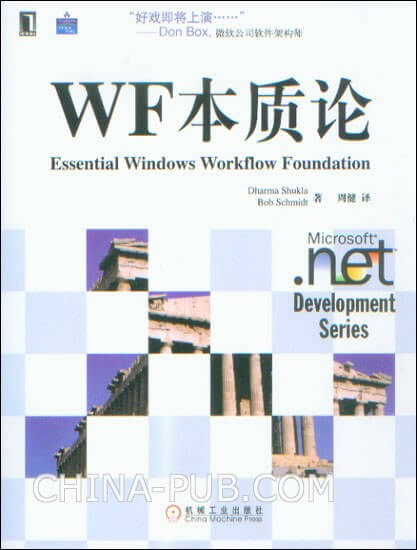 “好戏即将上演……”
——Don Box, 微软公司软件架构师
WF本质论
Essential Windows Workflow Foundation
Dharma Shukla
Bob Schmidt 著 周健 译
Microsoft®
.net
Development
Series
CHINA-PUB.COM
机械工业出版社
China Machine Press